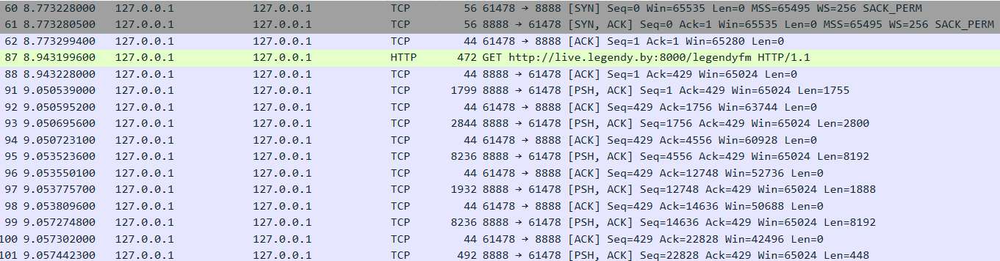 60 8.773228000 127.0.0.1 127.0.0.1 TCP 56 61478 → 8888 [SYN] Seq=0 Win=65535 Len=0 MSS=65495 WS=256 SACK_PERM
61 8.773280500 127.0.0.1 127.0.0.1 TCP 56 8888 → 61478 [SYN, ACK] Seq=0 Ack=1 Win=65535 Len=0 MSS=65495 WS=256 SACK_PERM
62 8.773299400 127.0.0.1 127.0.0.1 TCP 44 61478 → 8888 [ACK] Seq=1 Ack=1 Win=65280 Len=0
87 8.943199600 127.0.0.1 127.0.0.1 HTTP 472 GET http://live.legendy.by:8000/legendyfm HTTP/1.1
88 8.943228000 127.0.0.1 127.0.0.1 TCP 44 8888 → 61478 [ACK] Seq=1 Ack=429 Win=65024 Len=0
91 9.050539000 127.0.0.1 127.0.0.1 TCP 1799 8888 → 61478 [PSH, ACK] Seq=1 Ack=429 Win=65024 Len=1755
92 9.050595200 127.0.0.1 127.0.0.1 TCP 44 61478 → 8888 [ACK] Seq=429 Ack=1756 Win=63744 Len=0
93 9.050695600 127.0.0.1 127.0.0.1 TCP 2844 8888 → 61478 [PSH, ACK] Seq=1756 Ack=429 Win=65024 Len=2800
94 9.050723100 127.0.0.1 127.0.0.1 TCP 44 61478 → 8888 [ACK] Seq=429 Ack=4556 Win=60928 Len=0
95 9.053523600 127.0.0.1 127.0.0.1 TCP 8236 8888 → 61478 [PSH, ACK] Seq=4556 Ack=429 Win=65024 Len=8192
96 9.053550100 127.0.0.1 127.0.0.1 TCP 44 61478 → 8888 [ACK] Seq=429 Ack=12748 Win=52736 Len=0
97 9.053775700 127.0.0.1 127.0.0.1 TCP 1932 8888 → 61478 [PSH, ACK] Seq=12748 Ack=429 Win=65024 Len=1888
98 9.053809600 127.0.0.1 127.0.0.1 TCP 44 61478 → 8888 [ACK] Seq=429 Ack=14636 Win=50688 Len=0
99 9.057274800 127.0.0.1 127.0.0.1 TCP 8236 8888 → 61478 [PSH, ACK] Seq=14636 Ack=429 Win=65024 Len=8192
100 9.057302000 127.0.0.1 127.0.0.1 TCP 44 61478 → 8888 [ACK] Seq=429 Ack=22828 Win=42496 Len=0
101 9.057442300 127.0.0.1 127.0.0.1 TCP 492 8888 → 61478 [PSH, ACK] Seq=22828 Ack=429 Win=65024 Len=448